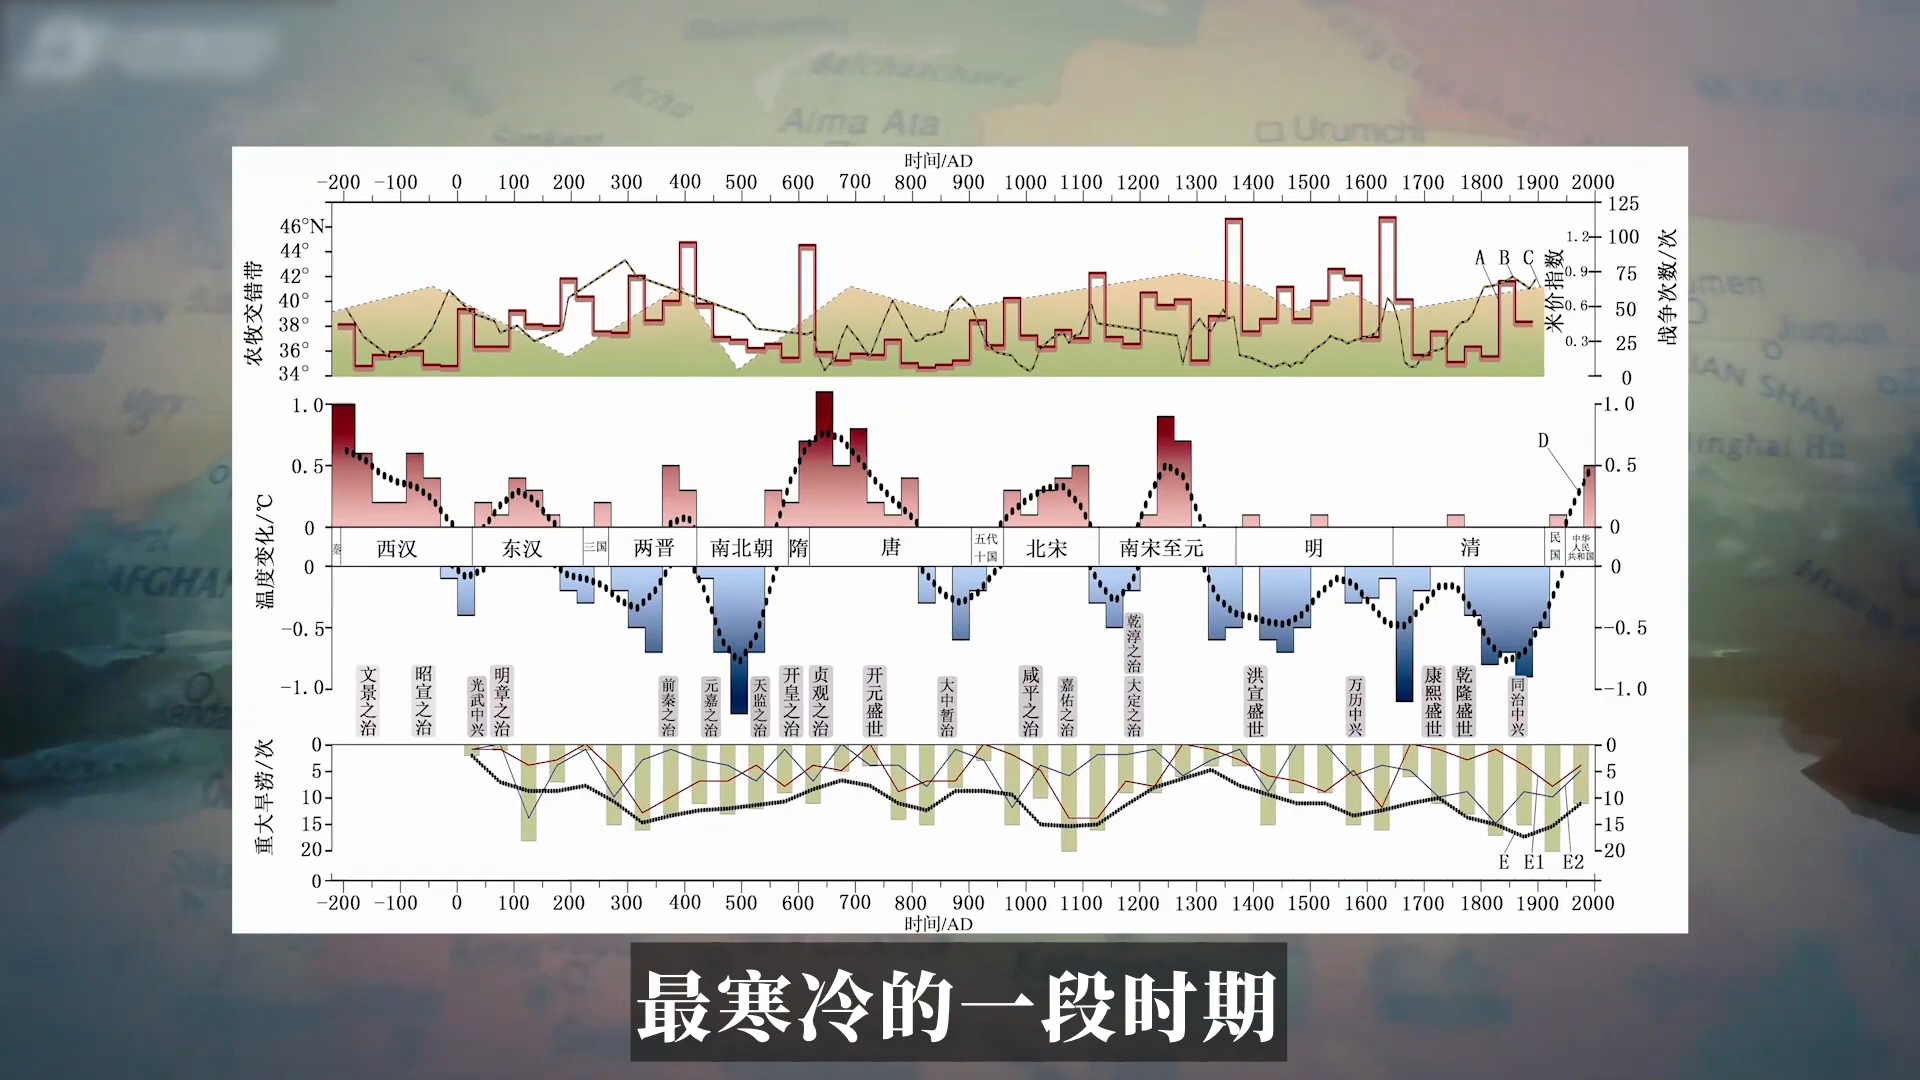 Alma Ata
Urumchi
时间/AD
-200 -100 0 100 200 300 400 500 600 700 800 900 1000 1100 1200 1300 1400 1500 1600 1700 1800 1900 2000
农牧交错带
46°N
44°
42°
40°
38°
36°
34°
A B C
米价指数
1.2
0.9
0.6
0.3
战争次数/次
125
100
75
50
25
0
温度变化/℃
1.0
0.5
0
0
-0.5
-1.0
D
1.0
0.5
0
0
-0.5
-1.0
秦 西汉 东汉 三国 两晋 南北朝 隋 唐 五代十国 北宋 南宋至元 明 清 民国 中华人民共和国
文景之治
昭宣之治
光武中兴
明章之治
前秦之治
元嘉之治
天监之治
开皇之治
贞观之治
开元盛世
大中暂治
咸平之治
嘉佑之治
乾淳之治
大定之治
洪宣盛世
万历中兴
康熙盛世
乾隆盛世
同治中兴
重大旱涝/次
0
5
10
15
20
0
0
5
10
15
20
E E1 E2
-200 -100 0 100 200 300 400 500 600 700 800 900 1000 1100 1200 1300 1400 1500 1600 1700 1800 1900 2000
时间/AD
AFGHAN
最寒冷的一段时期